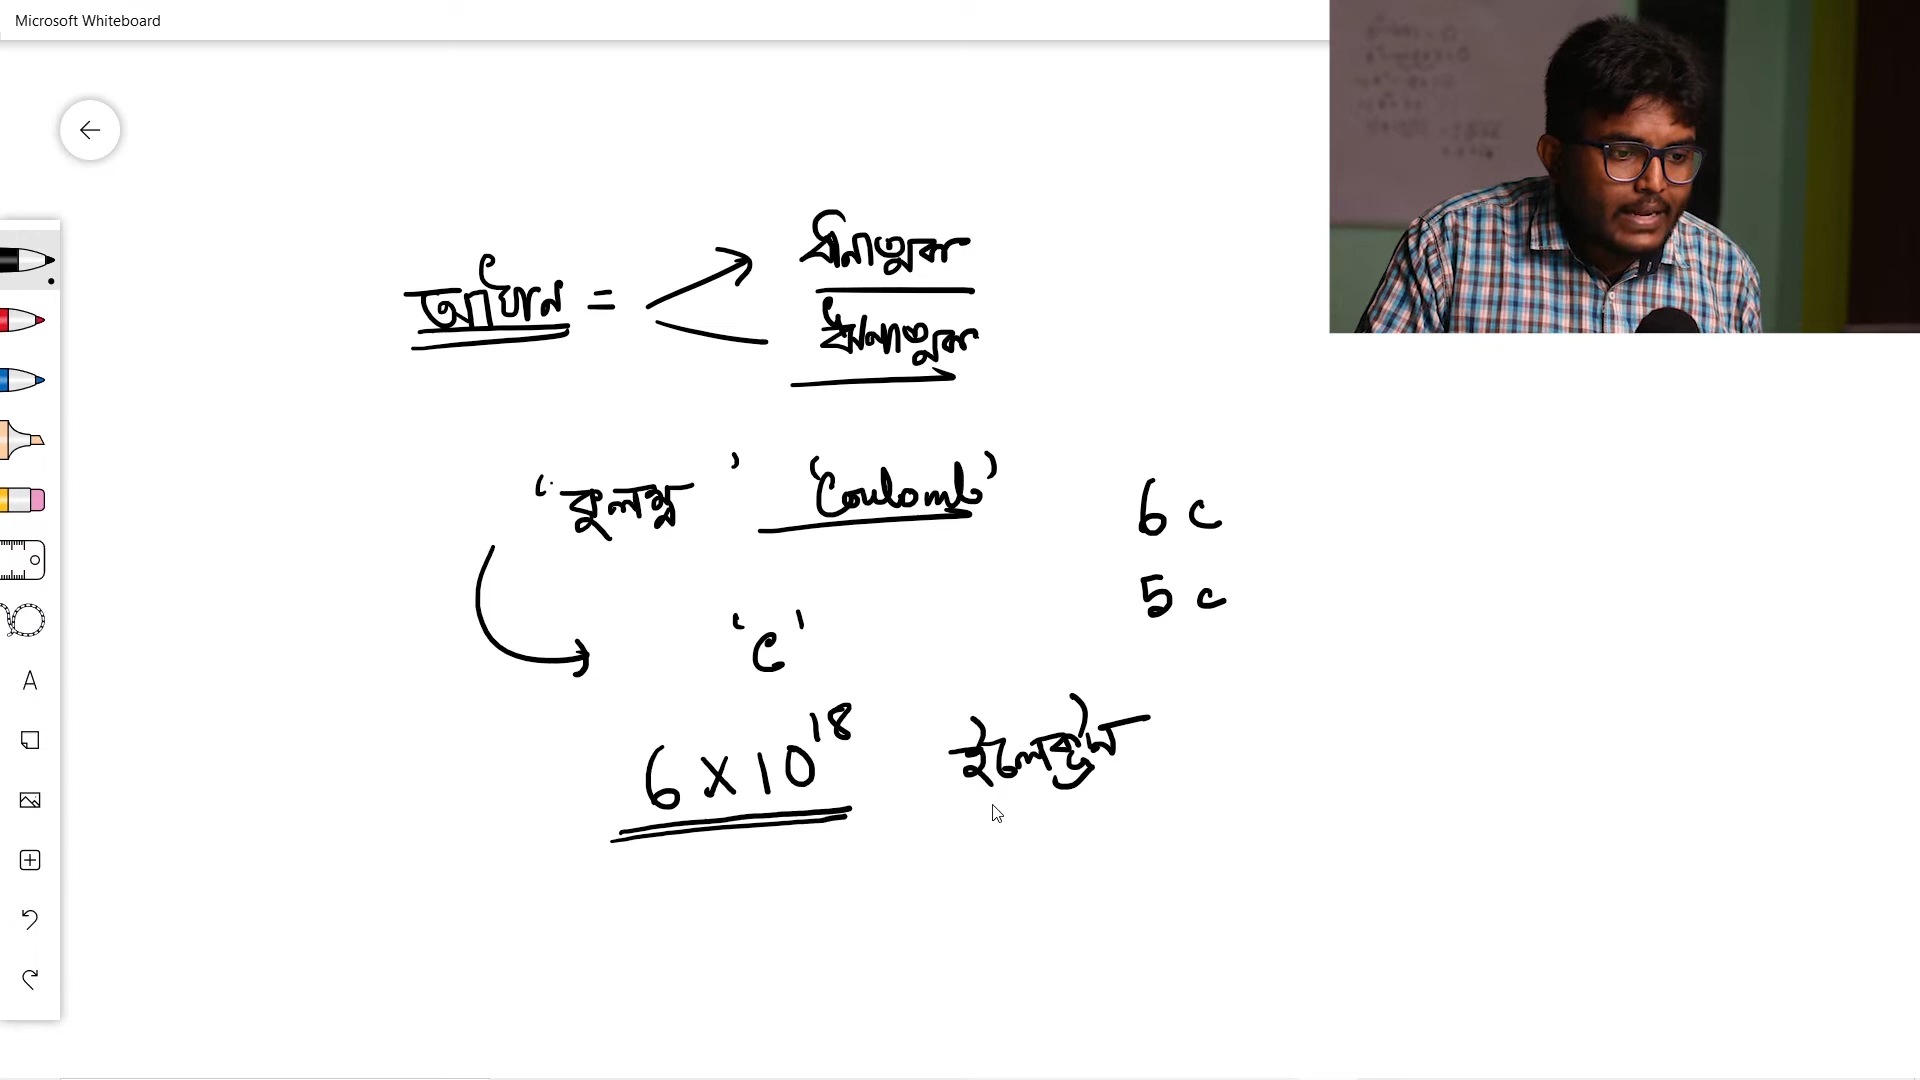 Microsoft Whiteboard
আধান = ধনাত্মক
ঋণাত্মক
'কুলম্ব' 'Coulomb'
6 c
5 c
'c'
6 × 10^18 ইলেকট্রন
A